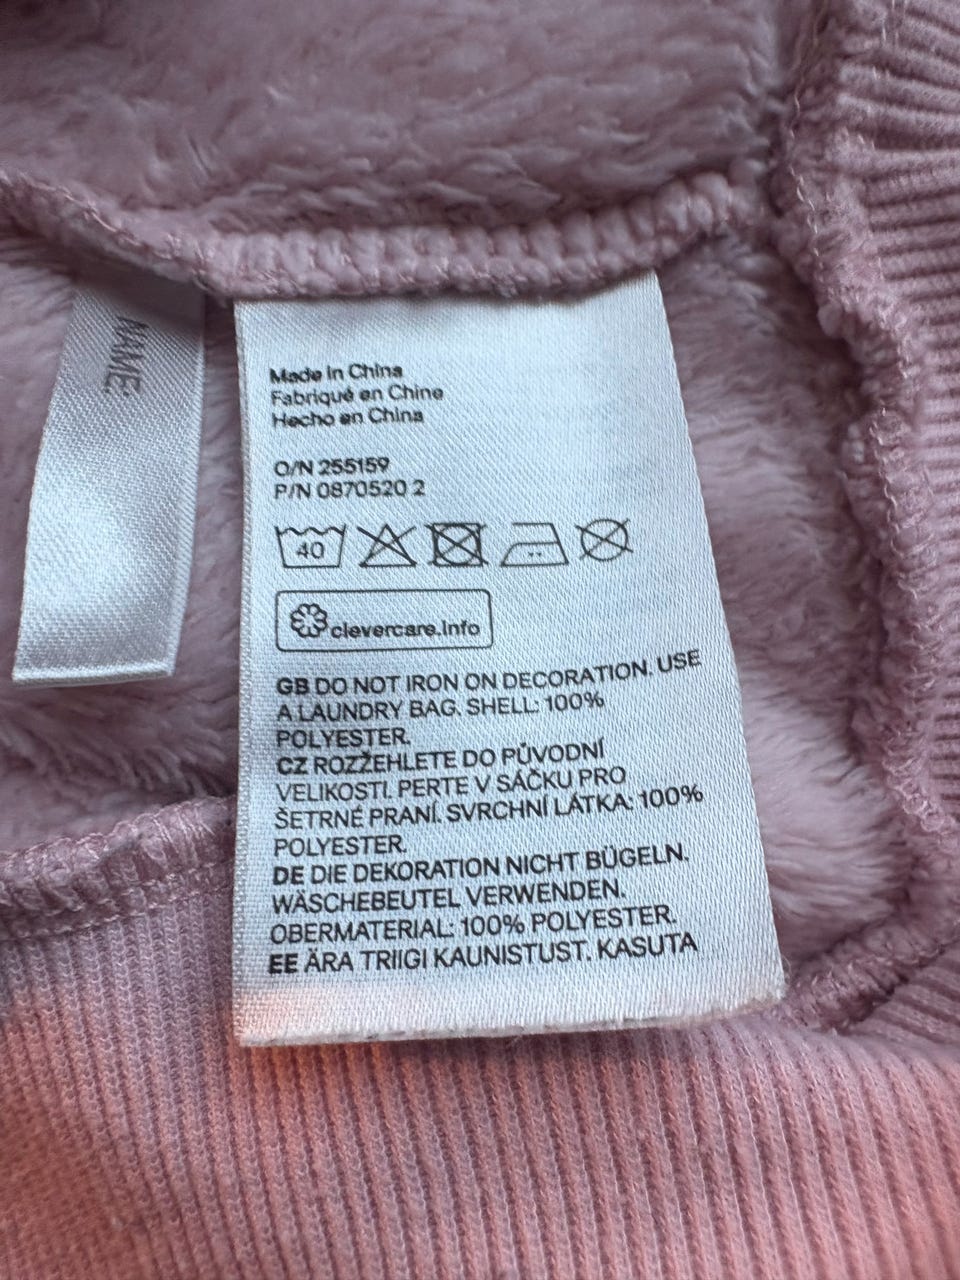 NAME
Made in China
Fabriqué en Chine
Hecho en China
O/N 255159
P/N 0870520 2
40
clevercare.info
GB DO NOT IRON ON DECORATION. USE
A LAUNDRY BAG. SHELL: 100%
POLYESTER.
CZ ROZŽEHLETE DO PŮVODNÍ
VELIKOSTI. PERTE V SÁČKU PRO
ŠETRNÉ PRANÍ. SVRCHNÍ LÁTKA: 100%
POLYESTER.
DE DIE DEKORATION NICHT BÜGELN.
WÄSCHEBEUTEL VERWENDEN.
OBERMATERIAL: 100% POLYESTER.
EE ÄRA TRIIGI KAUNISTUST. KASUTA